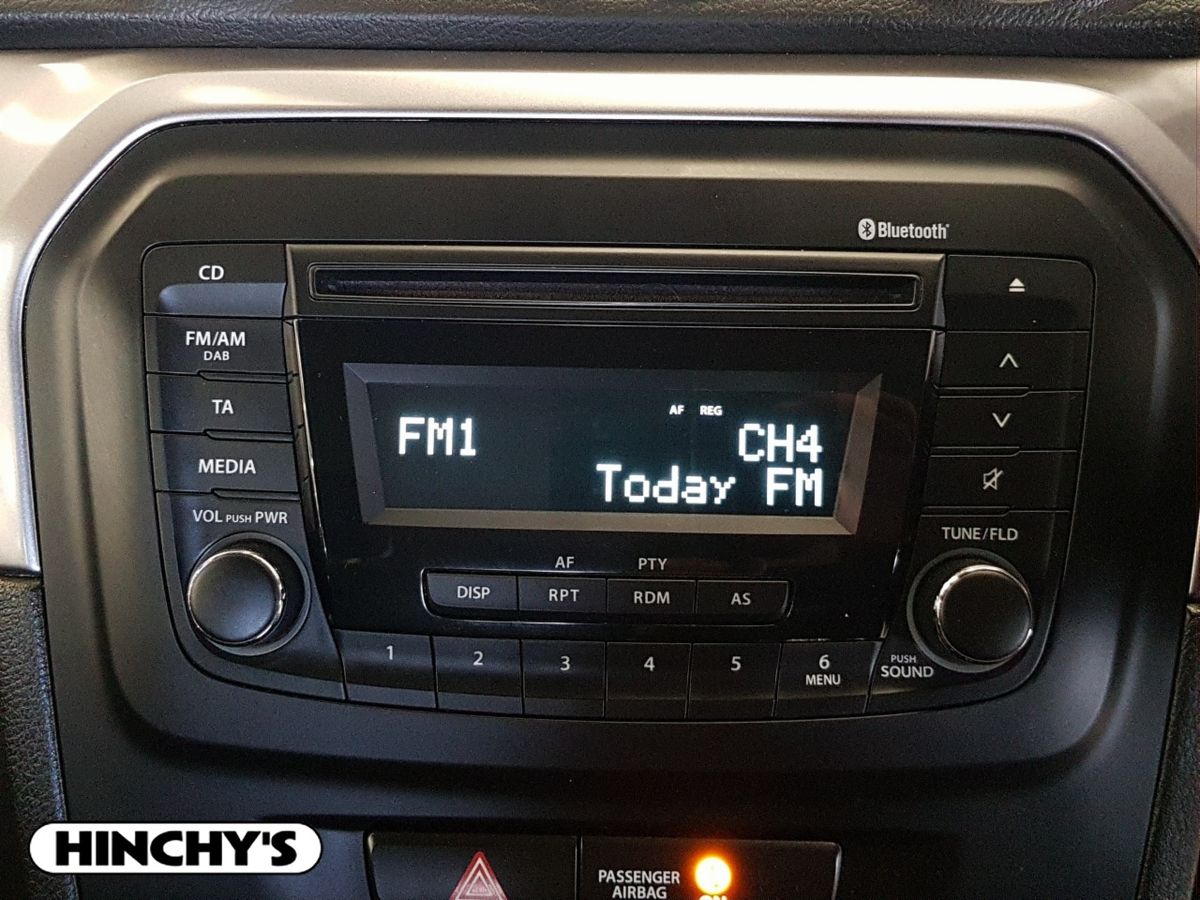 Bluetooth
CD
FM/AM
DAB
TA
MEDIA
VOL PUSH PWR
AF REG
FM1 CH4
Today FM
TUNE/FLD
AF PTY
DISP RPT RDM AS
1 2 3 4 5 6
MENU
PUSH
SOUND
HINCHY'S
PASSENGER
AIRBAG
ON